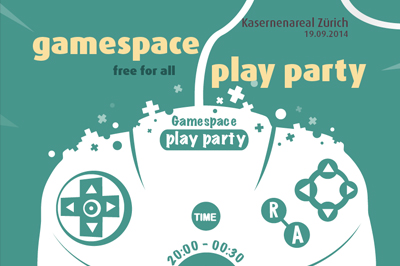 Kasernenareal Zürich
19.09.2014
gamespace
free for all
play party
Gamespace
play party
TIME
R
A
20:00 - 00:30